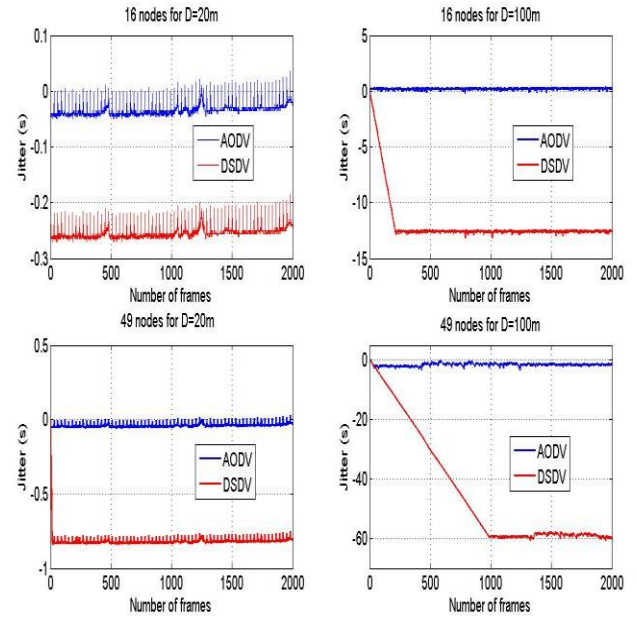 16 nodes for D=20m
0.1
0
-0.1
-0.2
-0.3
Jitter (s)
AODV
DSDV
0 500 1000 1500 2000
Number of frames
16 nodes for D=100m
5
0
-5
-10
-15
Jitter (s)
AODV
DSDV
0 500 1000 1500 2000
Number of frames
49 nodes for D=20m
0.5
0
-0.5
-1
Jitter (s)
AODV
DSDV
0 500 1000 1500 2000
Number of frames
49 nodes for D=100m
0
-20
-40
-60
Jitter (s)
AODV
DSDV
0 500 1000 1500 2000
Number of frames